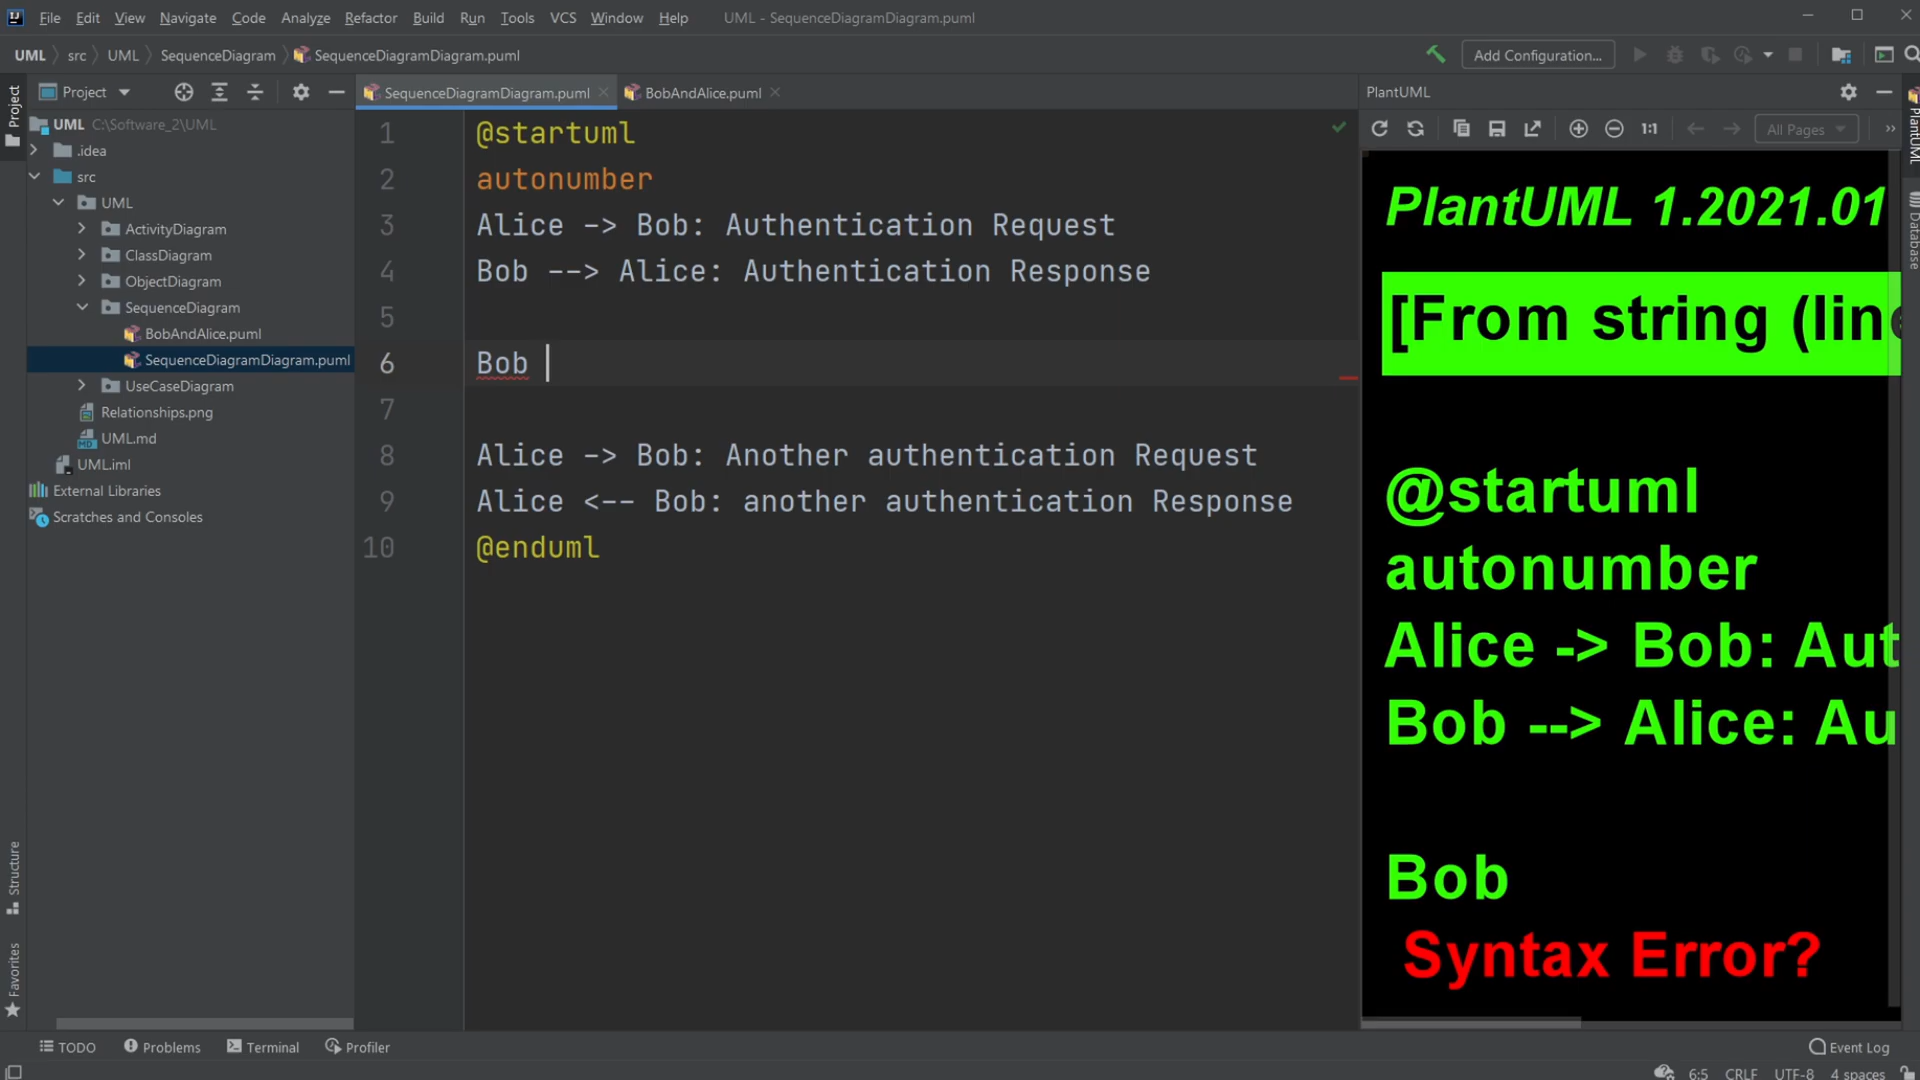 File Edit View Navigate Code Analyze Refactor Build Run Tools VCS Window Help UML - SequenceDiagramDiagram.puml
UML src UML SequenceDiagram SequenceDiagramDiagram.puml Add Configuration...
Project
Project
SequenceDiagramDiagram.puml
BobAndAlice.puml
PlantUML
UML C:\Software_2\UML
.idea
src
UML
ActivityDiagram
ClassDiagram
ObjectDiagram
SequenceDiagram
BobAndAlice.puml
SequenceDiagramDiagram.puml
UseCaseDiagram
Relationships.png
UML.md
UML.iml
External Libraries
Scratches and Consoles
1 @startuml
2 autonumber
3 Alice -> Bob: Authentication Request
4 Bob --> Alice: Authentication Response
5
6 Bob
7
8 Alice -> Bob: Another authentication Request
9 Alice <-- Bob: another authentication Response
10 @enduml
1:1 All Pages
PlantUML 1.2021.01
[From string (line
@startuml
autonumber
Alice -> Bob: Aut
Bob --> Alice: Au
Bob
Syntax Error?
PlantUML
Database
Structure
Favorites
TODO Problems Terminal Profiler Event Log
6:5 CRLF UTF-8 4 spaces